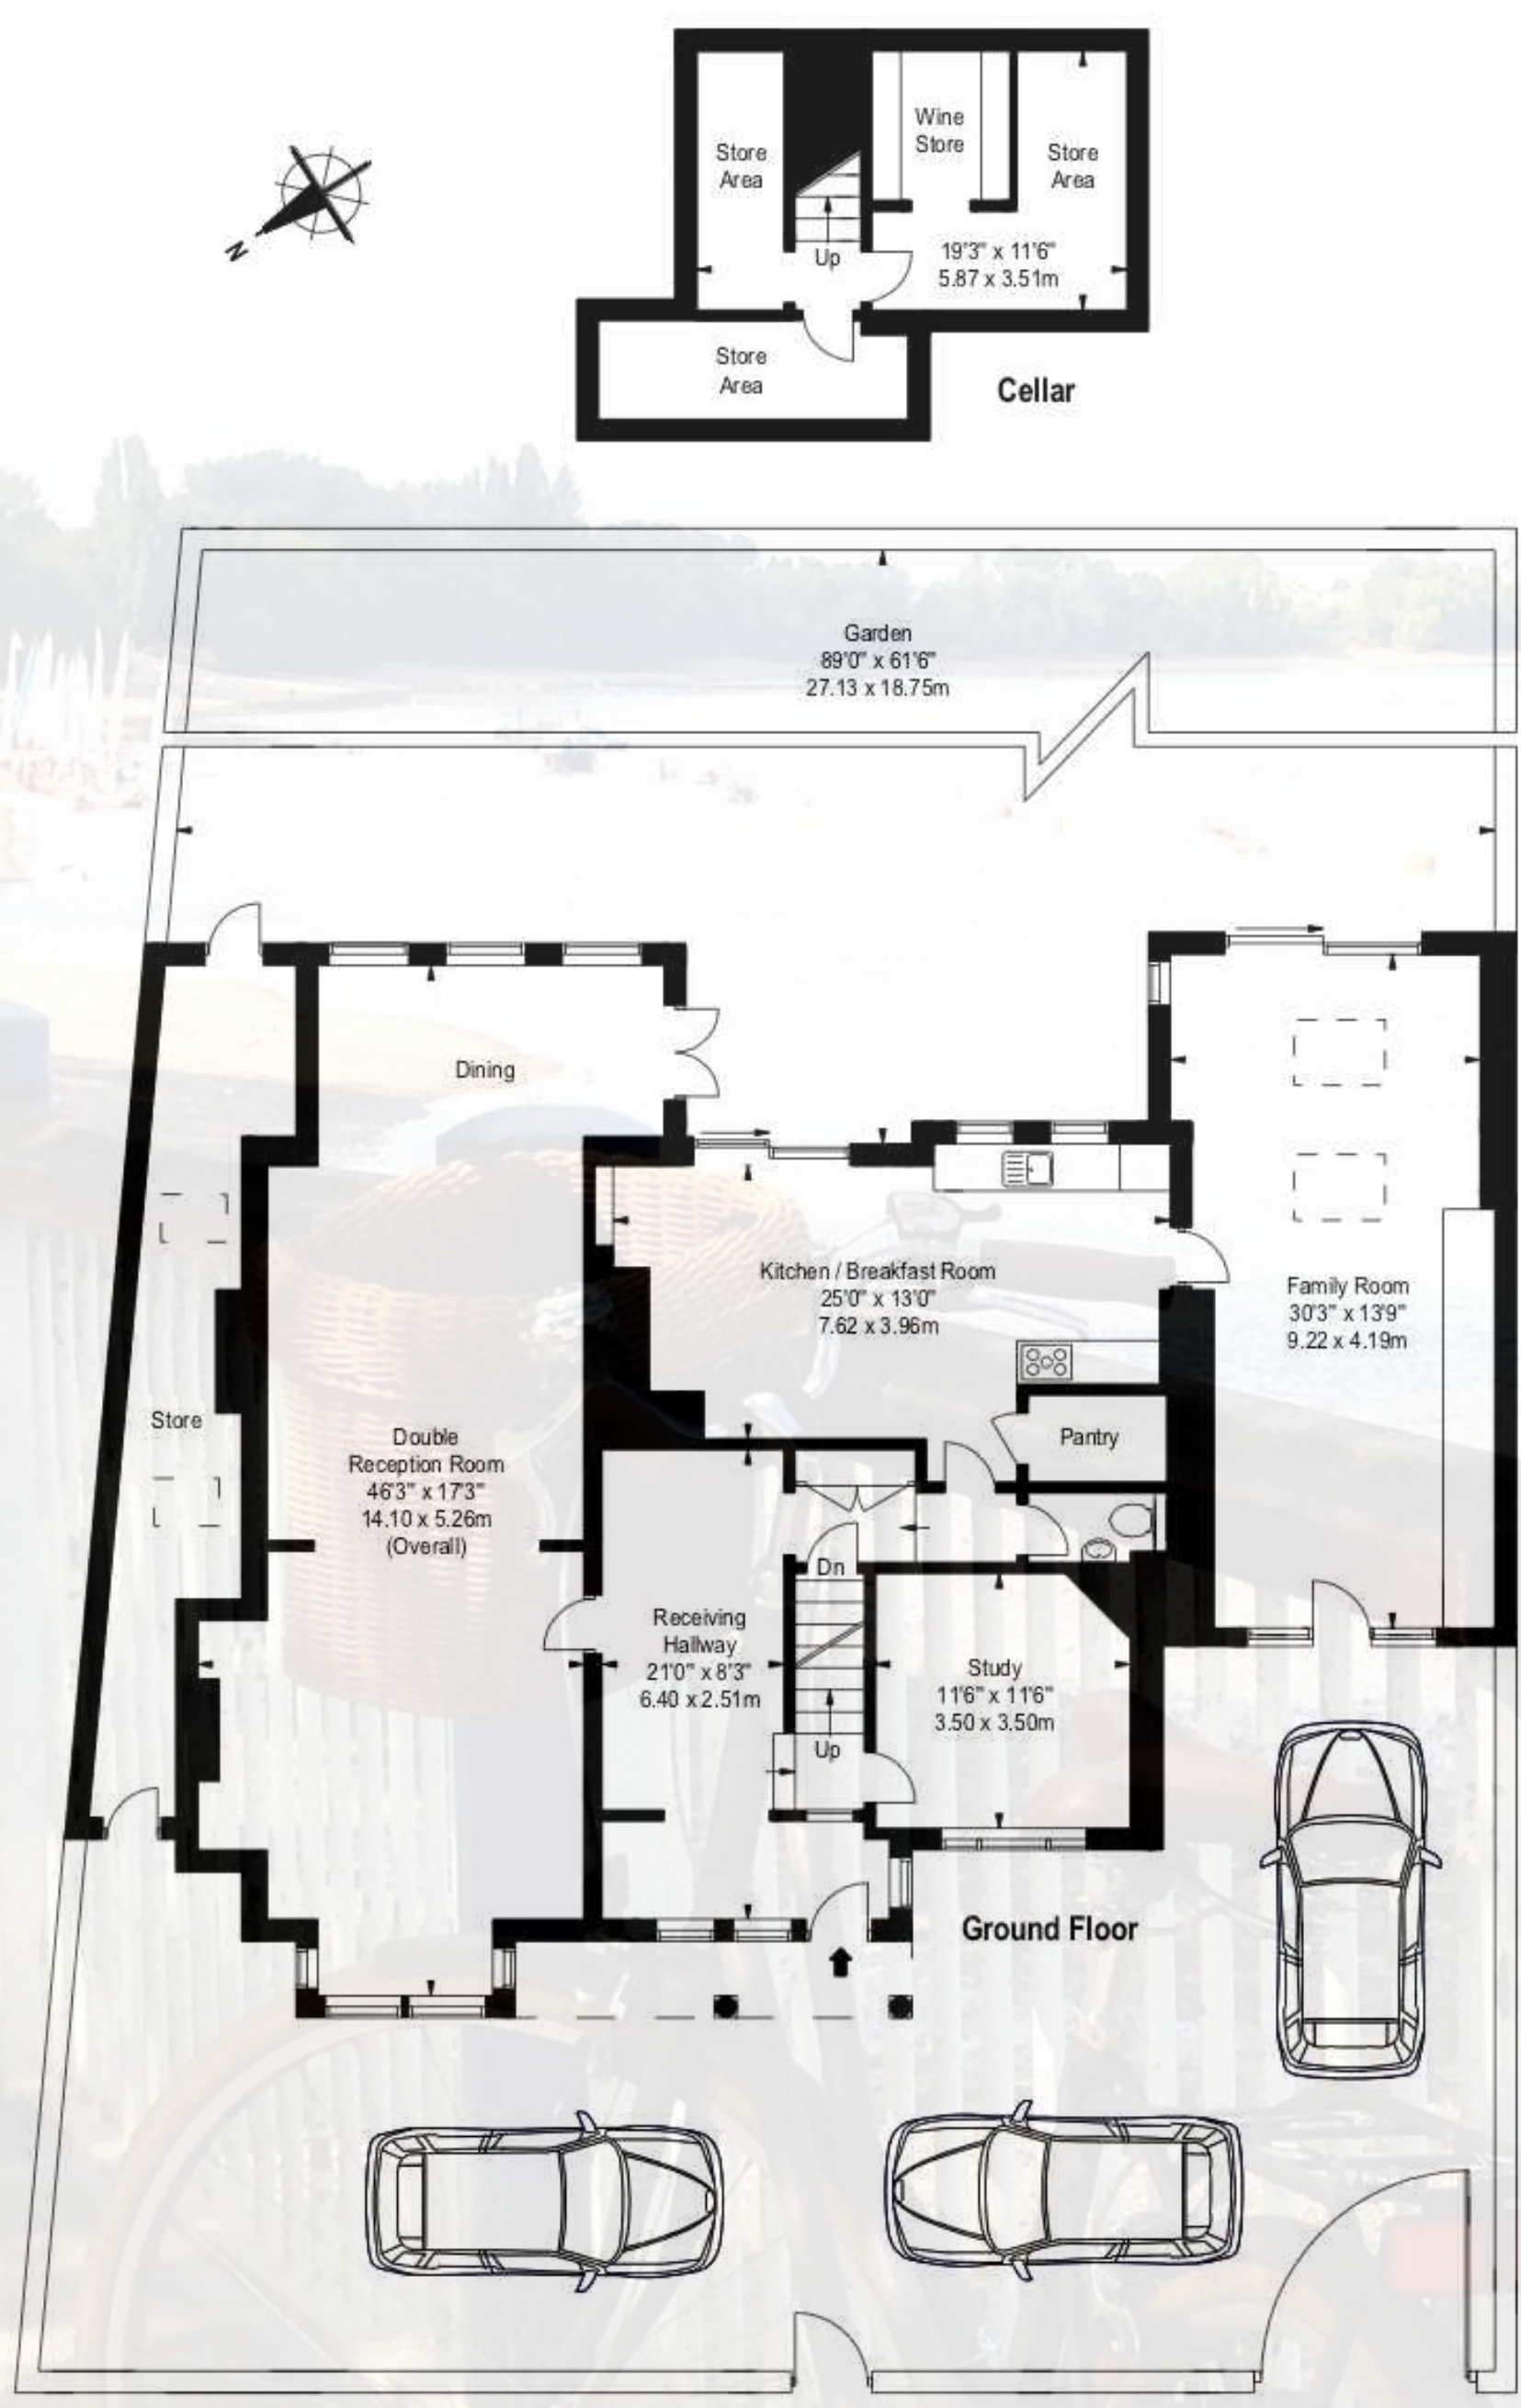 Store
Area
Wine
Store
Store
Area
N
Up
19'3" x 11'6"
5.87 x 3.51m
Store
Area
Cellar
Garden
89'0" x 61'6"
27.13 x 18.75m
Dining
Kitchen / Breakfast Room
25'0" x 13'0"
7.62 x 3.96m
Family Room
30'3" x 13'9"
9.22 x 4.19m
Store
Double
Reception Room
46'3" x 17'3"
14.10 x 5.26m
(Overall)
Pantry
Dn
Receiving
Hallway
21'0" x 8'3"
6.40 x 2.51m
Study
11'6" x 11'6"
3.50 x 3.50m
Up
Ground Floor